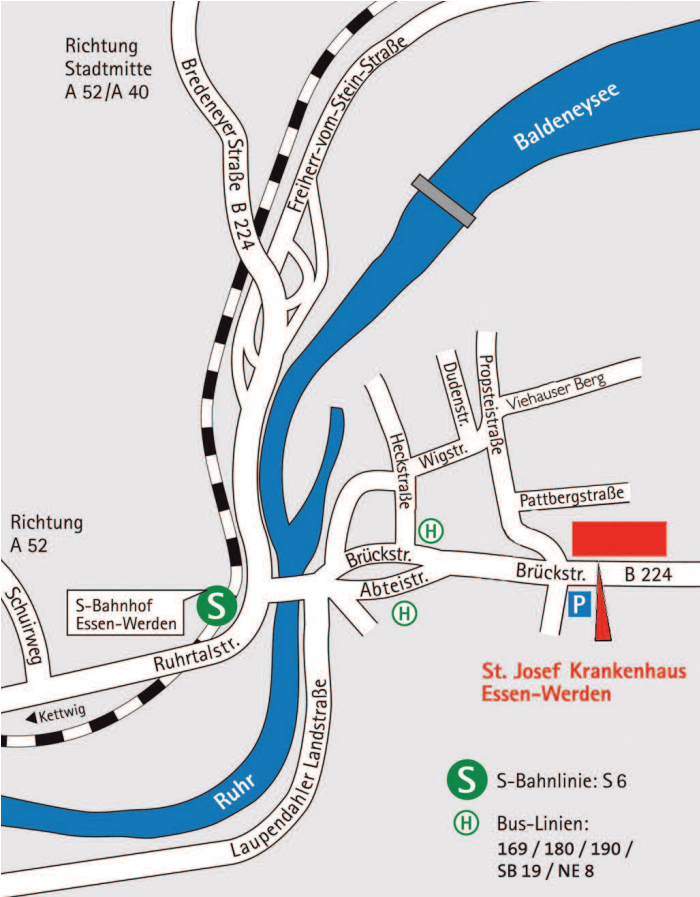 Richtung
Stadtmitte
A 52/A 40
Bredeneyer Straße B 224
Freiherr-vom-Stein-Straße
Baldeneysee
Propsteistraße
Dudenstr.
Viehauser Berg
Heckstraße
Wigstr.
Pattbergstraße
Richtung
A 52
H
Brückstr.
Brückstr.
B 224
Abteistr.
H
P
S
S-Bahnhof
Essen-Werden
Schuirweg
Ruhrtalstr.
Kettwig
St. Josef Krankenhaus
Essen-Werden
Ruhr
Laupendahler Landstraße
S S-Bahnlinie: S 6
H Bus-Linien:
169 / 180 / 190 /
SB 19 / NE 8